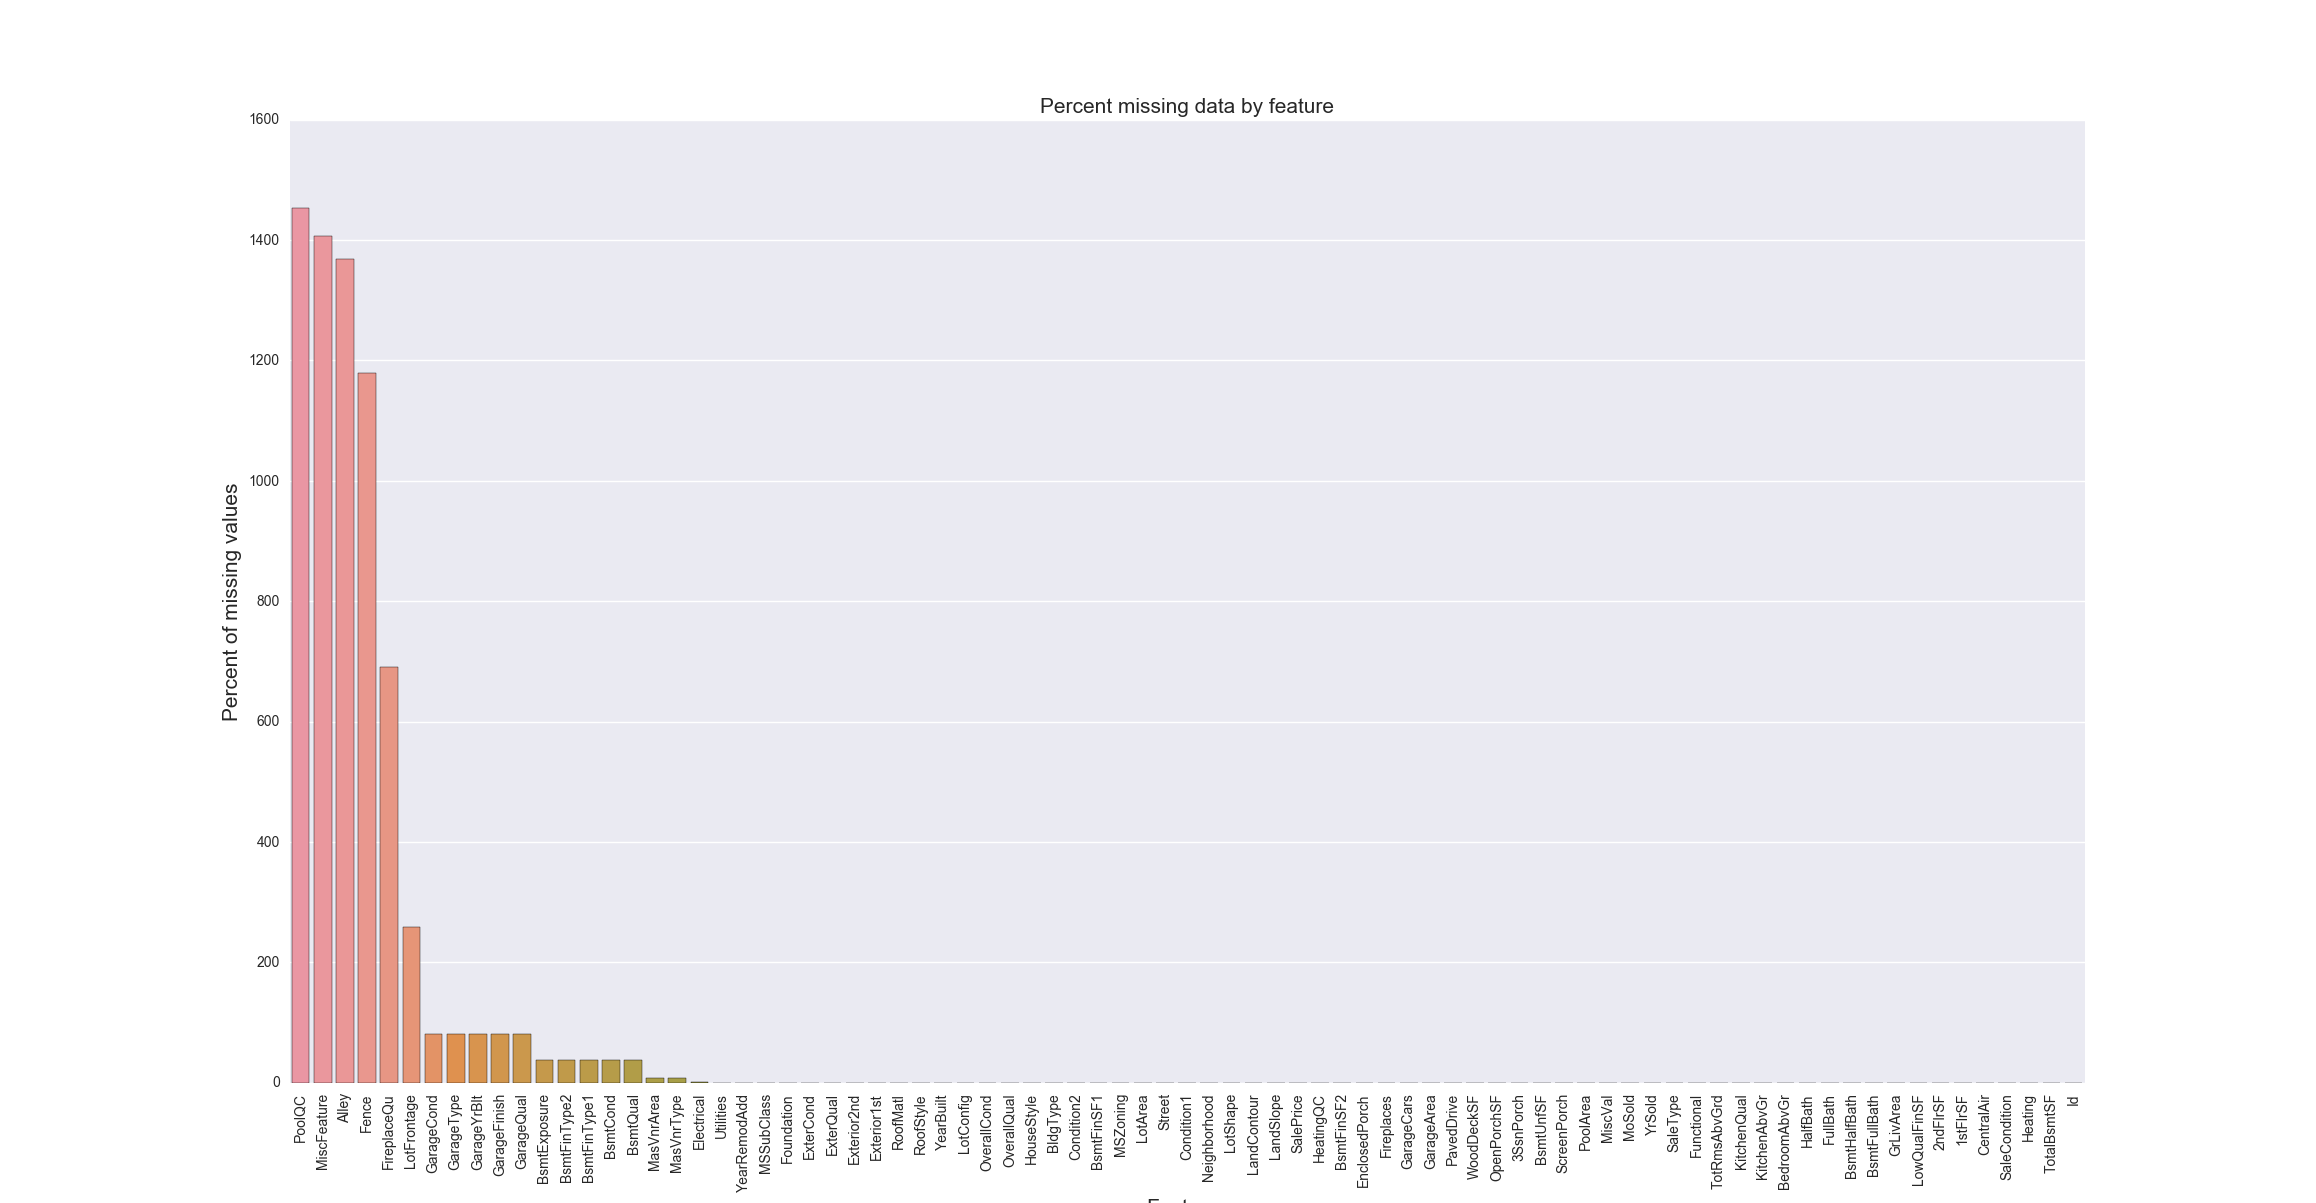 Percent missing data by feature
Percent of missing values
1600
1400
1200
1000
800
600
400
200
0
PoolQC
MiscFeature
Alley
Fence
FireplaceQu
LotFrontage
GarageCond
GarageType
GarageYrBlt
GarageFinish
GarageQual
BsmtExposure
BsmtFinType2
BsmtFinType1
BsmtCond
BsmtQual
MasVnrArea
MasVnrType
Electrical
Utilities
YearRemodAdd
MSSubClass
Foundation
ExterCond
ExterQual
Exterior2nd
Exterior1st
RoofMatl
RoofStyle
YearBuilt
LotConfig
OverallCond
OverallQual
HouseStyle
BldgType
Condition2
BsmtFinSF1
MSZoning
LotArea
Street
Condition1
Neighborhood
LotShape
LandContour
LandSlope
SalePrice
HeatingQC
BsmtFinSF2
EnclosedPorch
Fireplaces
GarageCars
GarageArea
PavedDrive
WoodDeckSF
OpenPorchSF
3SsnPorch
BsmtUnfSF
ScreenPorch
PoolArea
MiscVal
MoSold
YrSold
SaleType
Functional
TotRmsAbvGrd
KitchenQual
KitchenAbvGr
BedroomAbvGr
HalfBath
FullBath
BsmtHalfBath
BsmtFullBath
GrLivArea
LowQualFinSF
2ndFlrSF
1stFlrSF
CentralAir
SaleCondition
Heating
TotalBsmtSF
Id